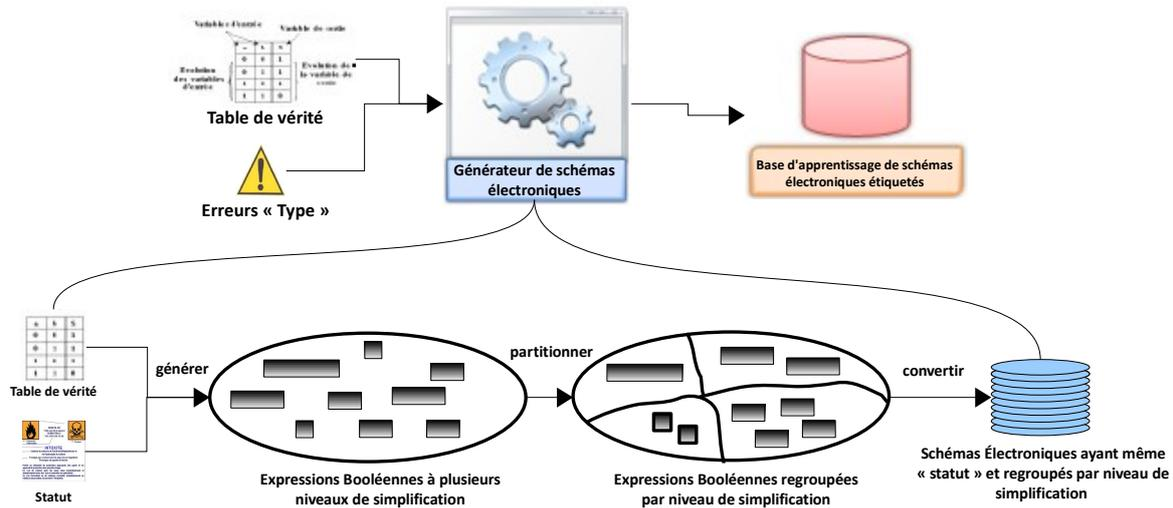 Variables d'entrée
Variable de sortie
Evolution
des variables
d'entrée
Evolution de
la variable de
sortie
Table de vérité
Erreurs « Type »
Générateur de schémas
électroniques
Base d'apprentissage de schémas
électroniques étiquetés
Table de vérité
Statut
générer
Expressions Booléennes à plusieurs
niveaux de simplification
partitionner
Expressions Booléennes regroupées
par niveau de simplification
convertir
Schémas Électroniques ayant même
« statut » et regroupés par niveau de
simplification